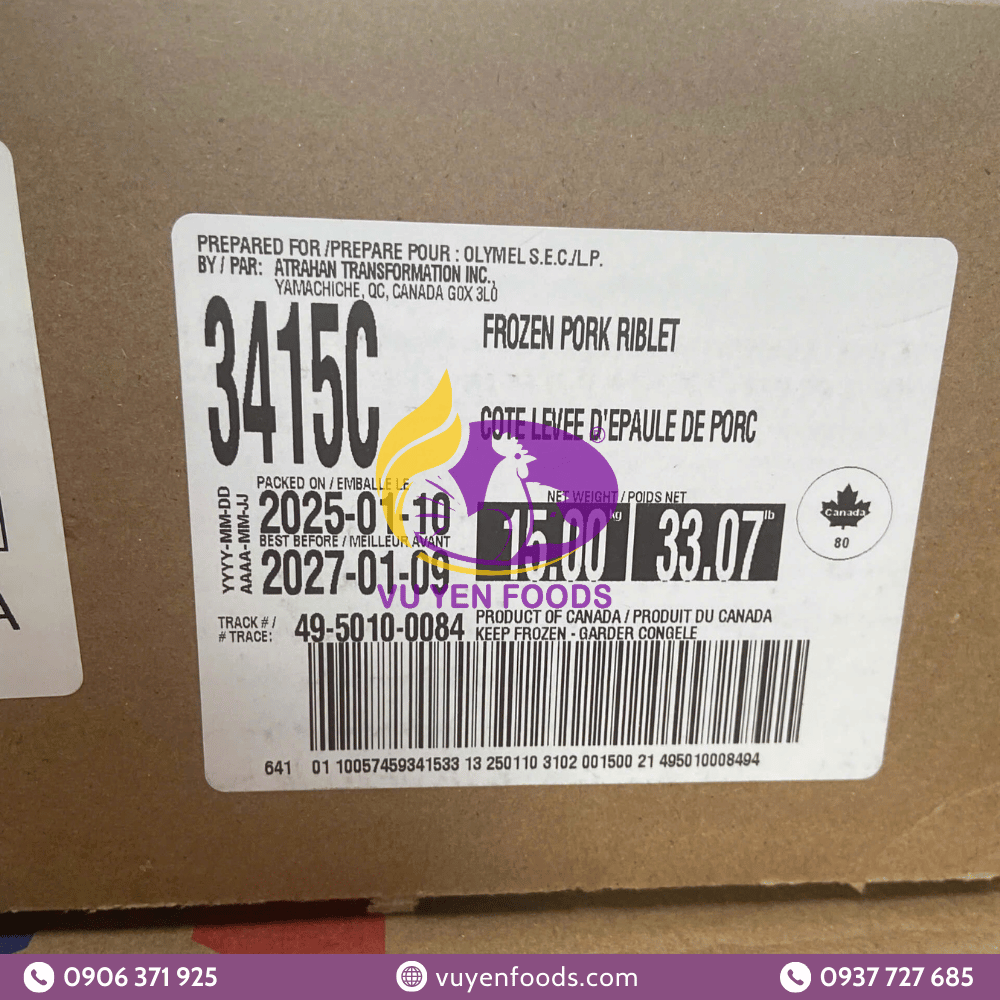 PREPARED FOR /PREPARE POUR : OLYMEL S.E.C./L.P.
BY / PAR: ATRAHAN TRANSFORMATION INC.,
YAMACHICHE, QC, CANADA G0X 3L0
3415C
FROZEN PORK RIBLET
COTE LEVEE D'EPAULE DE PORC
PACKED ON / EMBALLE LE
2025-01-10
BEST BEFORE / MEILLEUR AVANT
2027-01-09
YYYY-MM-DD
AAAA-MM-JJ
NET WEIGHT / POIDS NET
15.00 kg 33.07 lb
Canada
80
VU YEN FOODS
®
TRACK # /
# TRACE: 49-5010-0084
PRODUCT OF CANADA / PRODUIT DU CANADA
KEEP FROZEN - GARDER CONGELE
641 01 10057459341533 13 250110 3102 001500 21 495010008494
A
0906 371 925 vuyenfoods.com 0937 727 685